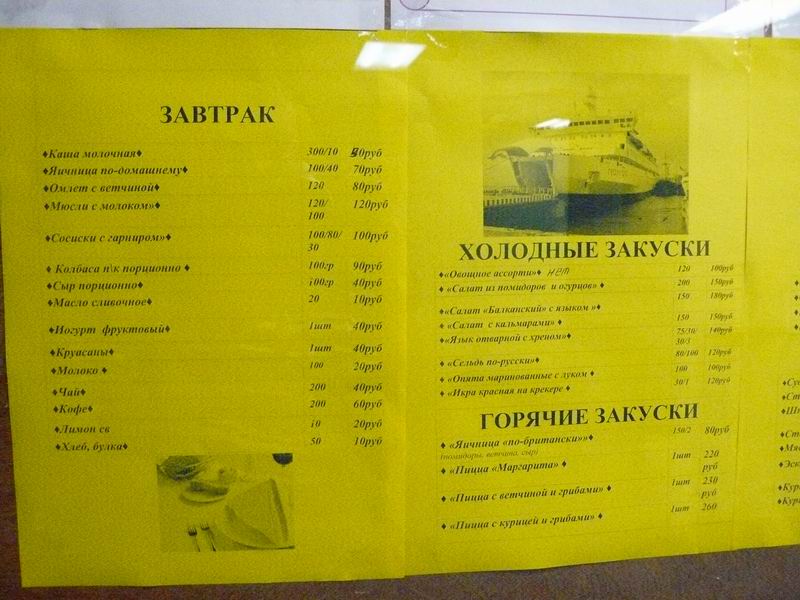 ЗАВТРАК
♦Каша молочная♦ 300/10 50руб
♦Яичница по-домашнему♦ 100/40 70руб
♦Омлет с ветчиной♦ 120 80руб
♦Мюсли с молоком»♦ 120/ 120руб
100
♦Сосиски с гарниром»♦ 100/80/ 100руб
30
♦ Колбаса п\к порционно ♦ 100гр 90руб
♦Сыр порционно♦ 100гр 40руб
♦Масло сливочное♦ 20 10руб
♦Йогурт фруктовый♦ 1шт 40руб
♦Круасаны♦ 1шт 40руб
♦Молоко ♦ 100 20руб
♦Чай♦ 200 40руб
♦Кофе♦ 200 60руб
♦Лимон св 10 20руб
♦Хлеб, булка♦ 50 10руб
ХОЛОДНЫЕ ЗАКУСКИ
♦«Овощное ассорти»♦ нет 120 100руб
♦ «Салат из помидоров и огурцов» ♦ 200 150руб
♦«Салат «Балканский» с языком »♦ 150 180руб
♦ «Салат с кальмарами» ♦ 150 150руб
♦«Язык отварной с хреном»♦ 75/30/ 140руб
30/3
♦ «Сельдь по-русски»♦ 80/100 120руб
♦ «Опята маринованные с луком ♦ 100 100руб
♦ «Икра красная на крекере ♦ 30/1 120руб
ГОРЯЧИЕ ЗАКУСКИ
♦ «Яичница «по-британски»»♦ 150/2 80руб
(помидоры, ветчина, сыр)
♦ «Пицца «Маргарита» ♦ 1шт 220
руб
♦ «Пицца с ветчиной и грибами» ♦ 1шт 230
руб
♦ «Пицца с курицей и грибами» ♦ 1шт 260